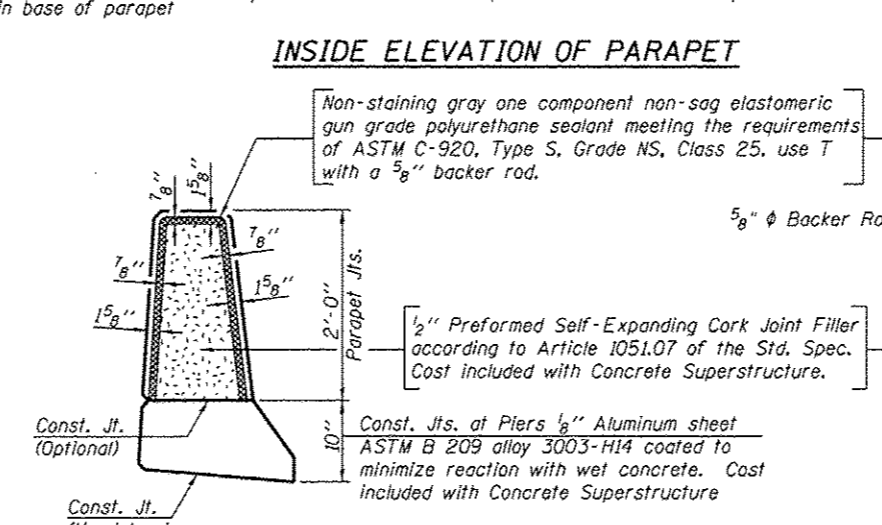 in base of parapet
INSIDE ELEVATION OF PARAPET
Non-staining gray one component non-sag elastomeric
gun grade polyurethane sealant meeting the requirements
of ASTM C-920, Type S, Grade NS, Class 25, use T
with a 5/8" backer rod.
7/8"
1 5/8"
5/8" ϕ Backer Ro
7/8"
7/8"
1 5/8"
1 5/8"
2'-0"
Parapet Jts.
1/2" Preformed Self-Expanding Cork Joint Filler
according to Article 1051.07 of the Std. Spec.
Cost included with Concrete Superstructure.
Const. Jt.
(Optional)
10"
Const. Jts. at Piers 1/8" Aluminum sheet
ASTM B 209 alloy 3003-H14 coated to
minimize reaction with wet concrete. Cost
included with Concrete Superstructure
Const. Jt.